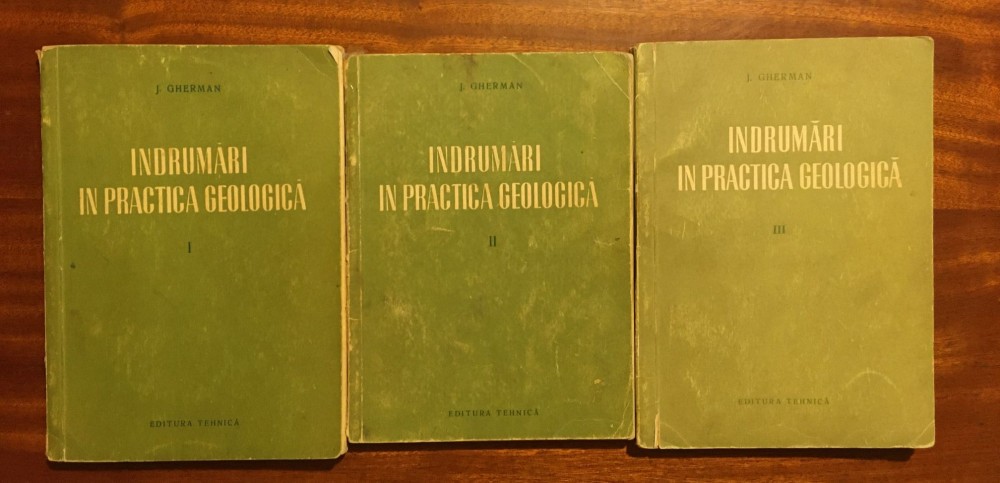 J. GHERMAN
INDRUMĂRI
IN PRACTICA GEOLOGICĂ
I
EDITURA TEHNICĂ
J. GHERMAN
INDRUMĂRI
IN PRACTICA GEOLOGICĂ
II
EDITURA TEHNICĂ
J. GHERMAN
INDRUMĂRI
IN PRACTICA GEOLOGICĂ
III
EDITURA TEHNICĂ